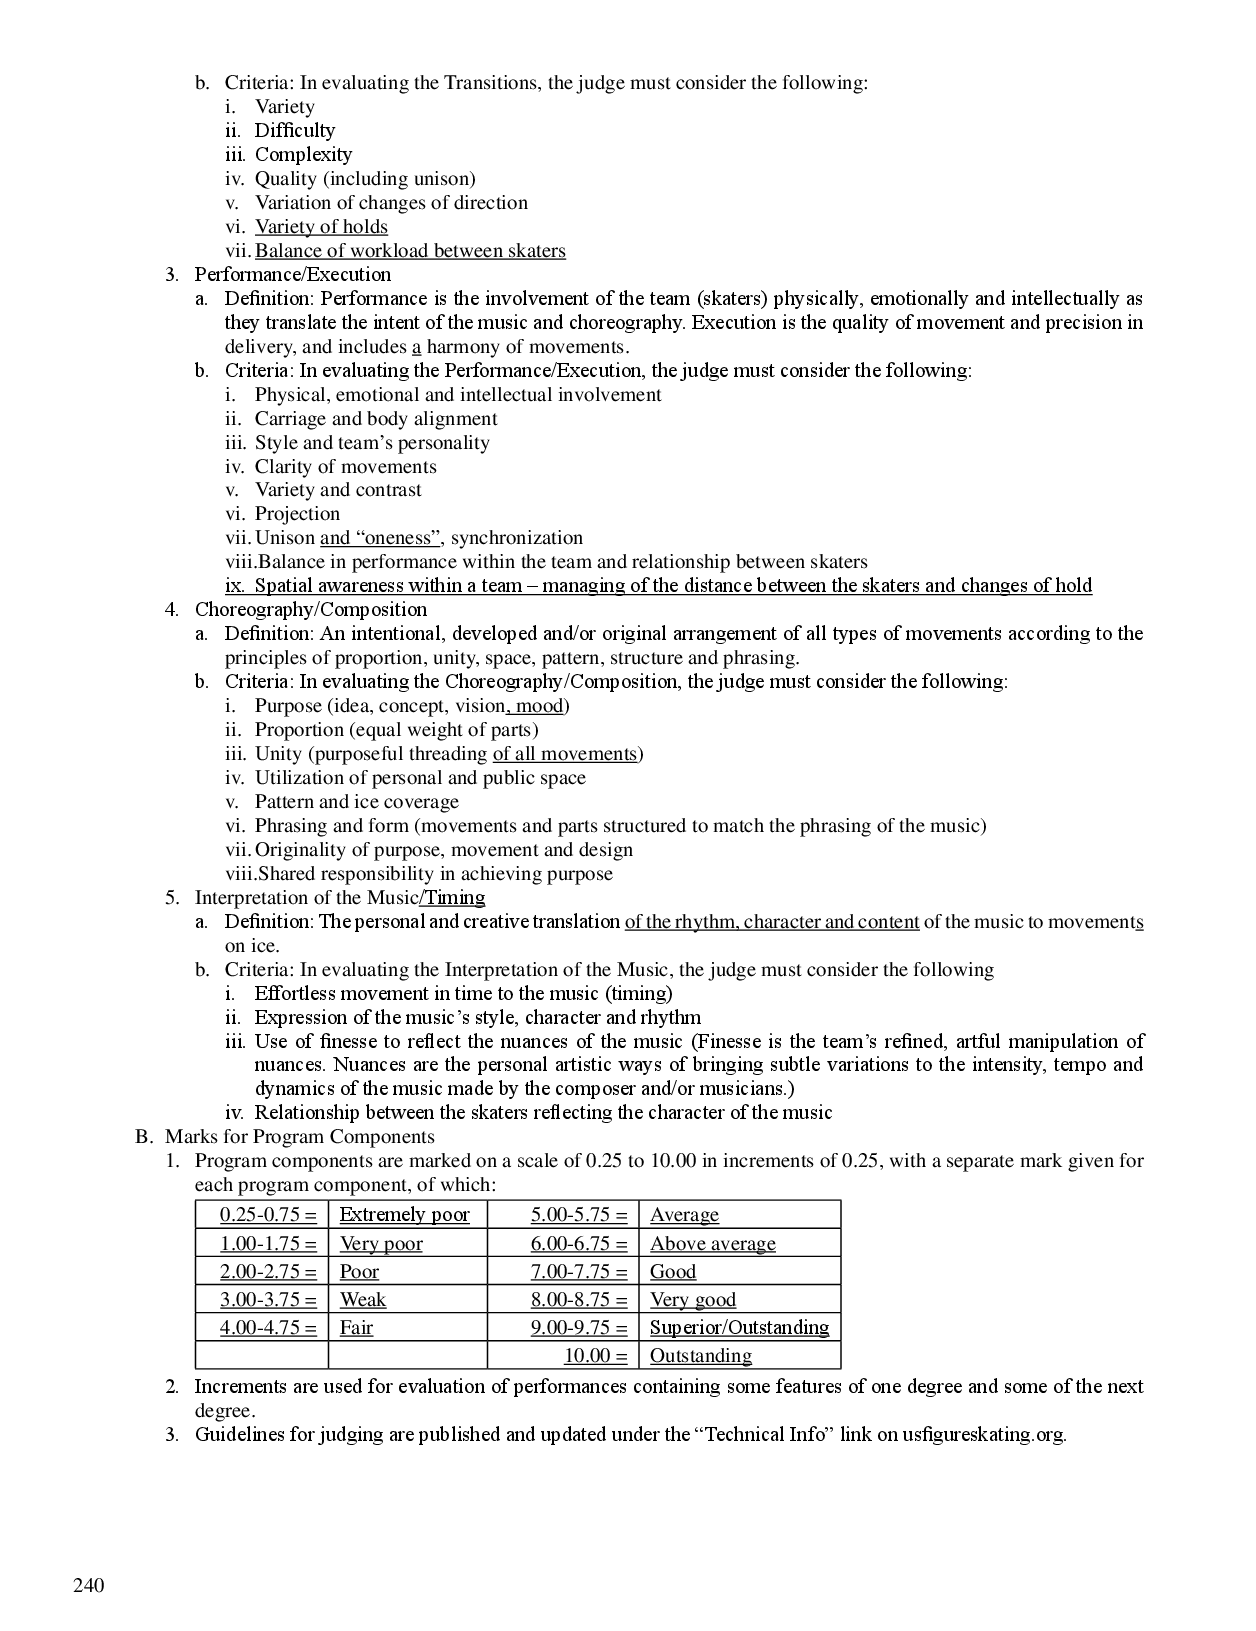 b. Criteria: In evaluating the Transitions, the judge must consider the following:
i. Variety
ii. Difficulty
iii. Complexity
iv. Quality (including unison)
v. Variation of changes of direction
vi. Variety of holds
vii. Balance of workload between skaters
3. Performance/Execution
a. Definition: Performance is the involvement of the team (skaters) physically, emotionally and intellectually as
they translate the intent of the music and choreography. Execution is the quality of movement and precision in
delivery, and includes a harmony of movements.
b. Criteria: In evaluating the Performance/Execution, the judge must consider the following:
i. Physical, emotional and intellectual involvement
ii. Carriage and body alignment
iii. Style and team’s personality
iv. Clarity of movements
v. Variety and contrast
vi. Projection
vii. Unison and “oneness”, synchronization
viii.Balance in performance within the team and relationship between skaters
ix. Spatial awareness within a team – managing of the distance between the skaters and changes of hold
4. Choreography/Composition
a. Definition: An intentional, developed and/or original arrangement of all types of movements according to the
principles of proportion, unity, space, pattern, structure and phrasing.
b. Criteria: In evaluating the Choreography/Composition, the judge must consider the following:
i. Purpose (idea, concept, vision, mood)
ii. Proportion (equal weight of parts)
iii. Unity (purposeful threading of all movements)
iv. Utilization of personal and public space
v. Pattern and ice coverage
vi. Phrasing and form (movements and parts structured to match the phrasing of the music)
vii. Originality of purpose, movement and design
viii.Shared responsibility in achieving purpose
5. Interpretation of the Music/Timing
a. Definition: The personal and creative translation of the rhythm, character and content of the music to movements
on ice.
b. Criteria: In evaluating the Interpretation of the Music, the judge must consider the following
i. Effortless movement in time to the music (timing)
ii. Expression of the music’s style, character and rhythm
iii. Use of finesse to reflect the nuances of the music (Finesse is the team’s refined, artful manipulation of
nuances. Nuances are the personal artistic ways of bringing subtle variations to the intensity, tempo and
dynamics of the music made by the composer and/or musicians.)
iv. Relationship between the skaters reflecting the character of the music
B. Marks for Program Components
1. Program components are marked on a scale of 0.25 to 10.00 in increments of 0.25, with a separate mark given for
each program component, of which:
0.25-0.75 = Extremely poor 5.00-5.75 = Average
1.00-1.75 = Very poor 6.00-6.75 = Above average
2.00-2.75 = Poor 7.00-7.75 = Good
3.00-3.75 = Weak 8.00-8.75 = Very good
4.00-4.75 = Fair 9.00-9.75 = Superior/Outstanding
10.00 = Outstanding
2. Increments are used for evaluation of performances containing some features of one degree and some of the next
degree.
3. Guidelines for judging are published and updated under the “Technical Info” link on usfigureskating.org.
240